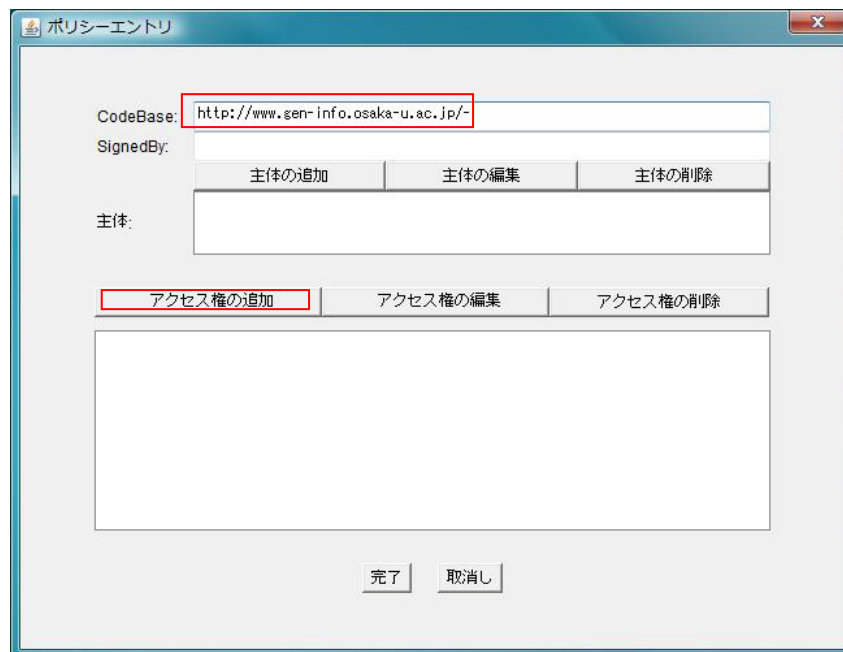 ポリシーエントリ
CodeBase: http://www.gen-info.osaka-u.ac.jp/-
SignedBy:
主体の追加 主体の編集 主体の削除
主体:
アクセス権の追加 アクセス権の編集 アクセス権の削除
完了 取消し